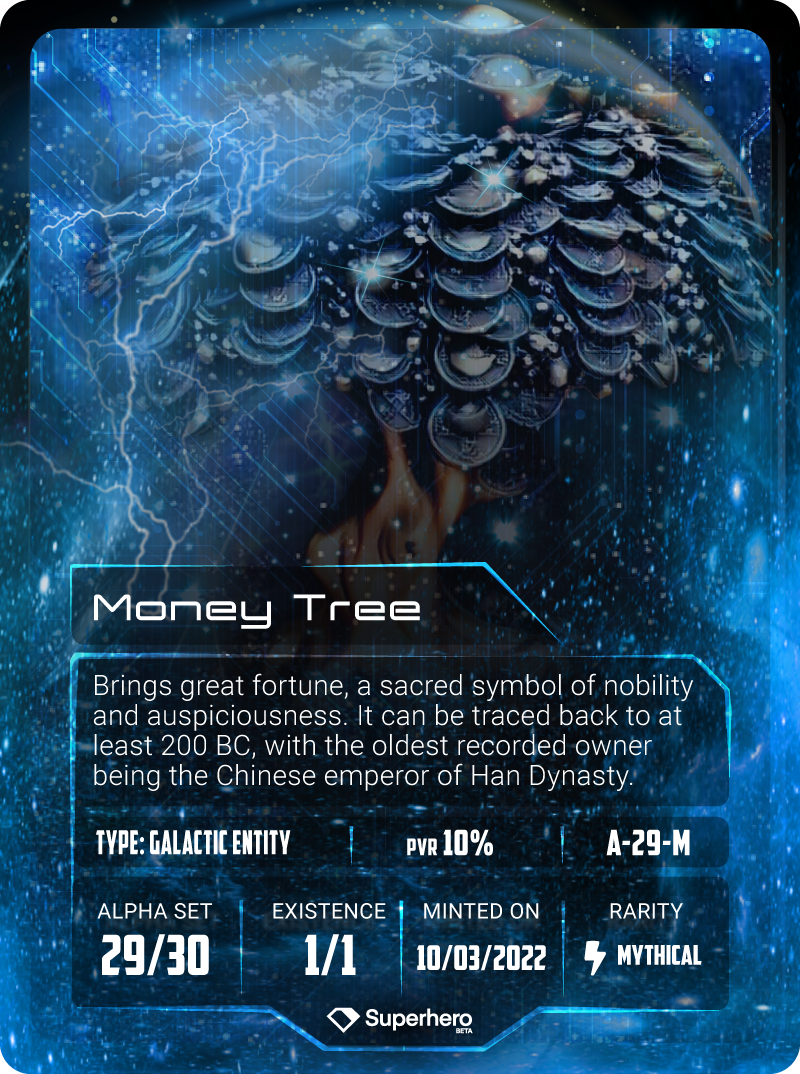 Money Tree
Brings great fortune, a sacred symbol of nobility
and auspiciousness. It can be traced back to at
least 200 BC, with the oldest recorded owner
being the Chinese emperor of Han Dynasty.
TYPE: GALACTIC ENTITY PVR 10% A-29-M
ALPHA SET EXISTENCE MINTED ON RARITY
29/30 1/1 10/03/2022 MYTHICAL
Superhero
BETA